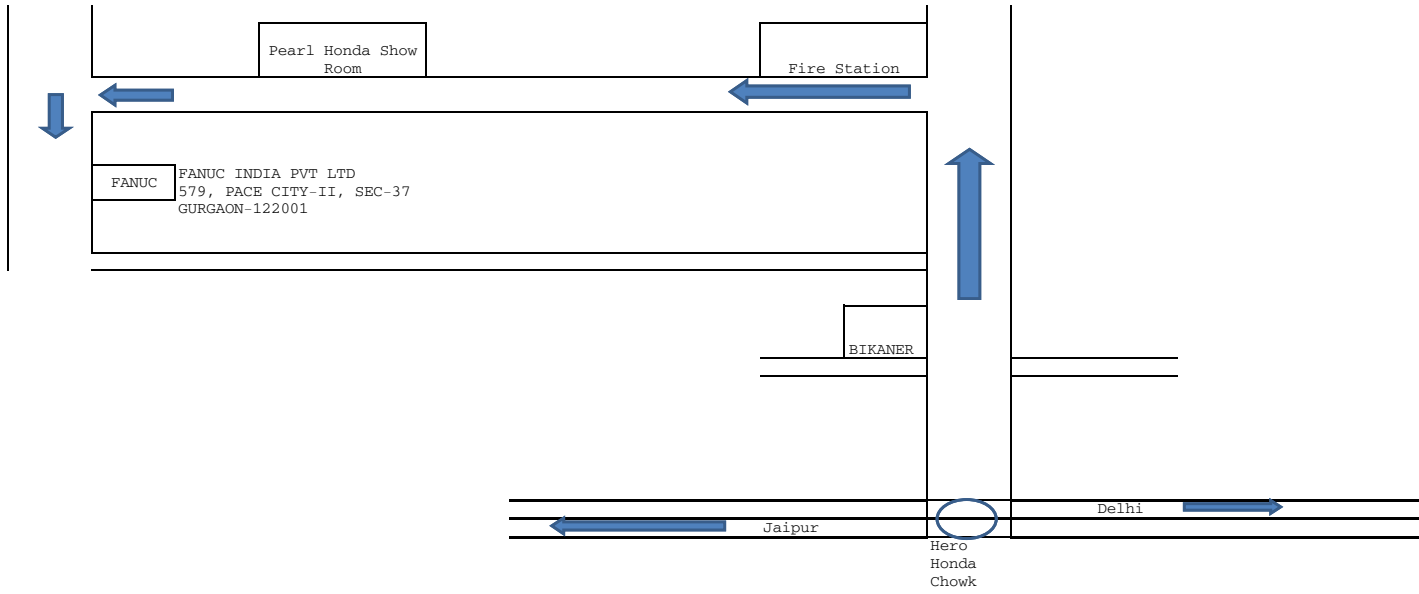 Pearl Honda Show
Room
Fire Station
FANUC
FANUC INDIA PVT LTD
579, PACE CITY-II, SEC-37
GURGAON-122001
BIKANER
Delhi
Jaipur
Hero
Honda
Chowk